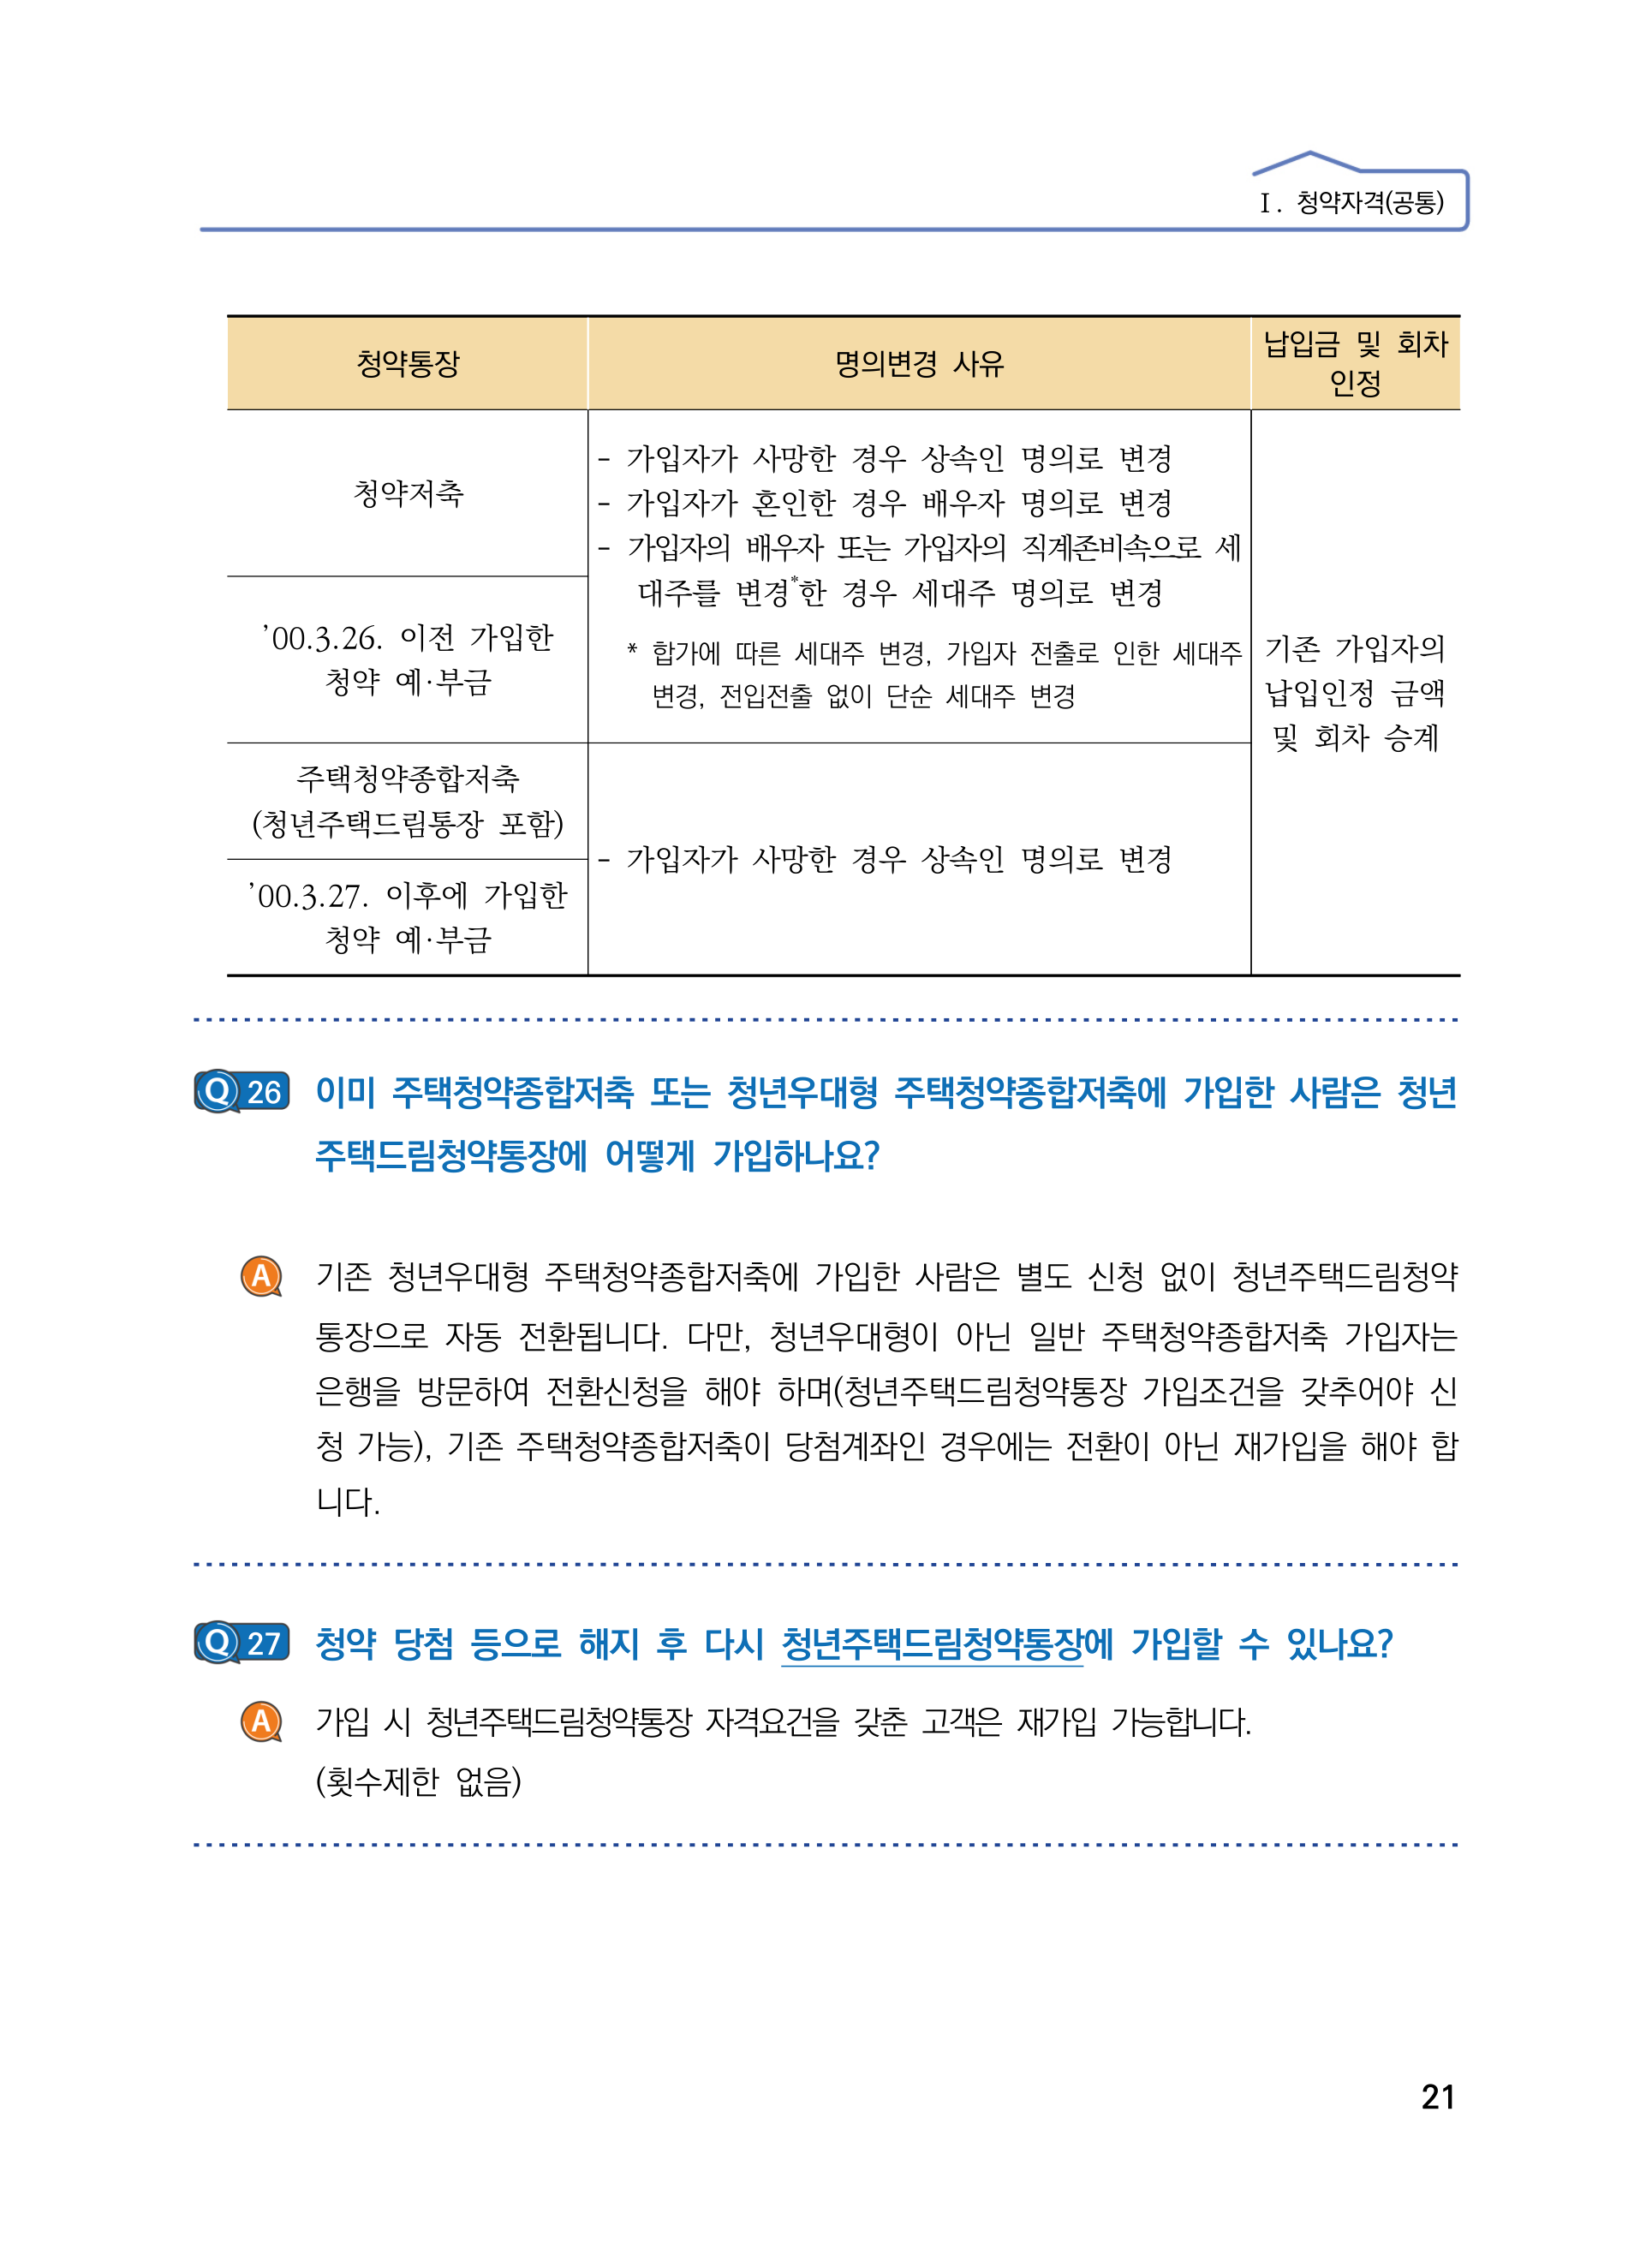 Ⅰ. 청약자격(공통)
청약통장
명의변경 사유
납입금 및 회차
인정
청약저축
- 가입자가 사망한 경우 상속인 명의로 변경
- 가입자가 혼인한 경우 배우자 명의로 변경
- 가입자의 배우자 또는 가입자의 직계존비속으로 세
대주를 변경*한 경우 세대주 명의로 변경
* 합가에 따른 세대주 변경, 가입자 전출로 인한 세대주
변경, 전입전출 없이 단순 세대주 변경
’00.3.26. 이전 가입한
청약 예·부금
기존 가입자의
납입인정 금액
및 회차 승계
주택청약종합저축
(청년주택드림통장 포함)
- 가입자가 사망한 경우 상속인 명의로 변경
’00.3.27. 이후에 가입한
청약 예·부금
Q 26 이미 주택청약종합저축 또는 청년우대형 주택청약종합저축에 가입한 사람은 청년
주택드림청약통장에 어떻게 가입하나요?
A 기존 청년우대형 주택청약종합저축에 가입한 사람은 별도 신청 없이 청년주택드림청약
통장으로 자동 전환됩니다. 다만, 청년우대형이 아닌 일반 주택청약종합저축 가입자는
은행을 방문하여 전환신청을 해야 하며(청년주택드림청약통장 가입조건을 갖추어야 신
청 가능), 기존 주택청약종합저축이 당첨계좌인 경우에는 전환이 아닌 재가입을 해야 합
니다.
Q 27 청약 당첨 등으로 해지 후 다시 청년주택드림청약통장에 가입할 수 있나요?
A 가입 시 청년주택드림청약통장 자격요건을 갖춘 고객은 재가입 가능합니다.
(횟수제한 없음)
21